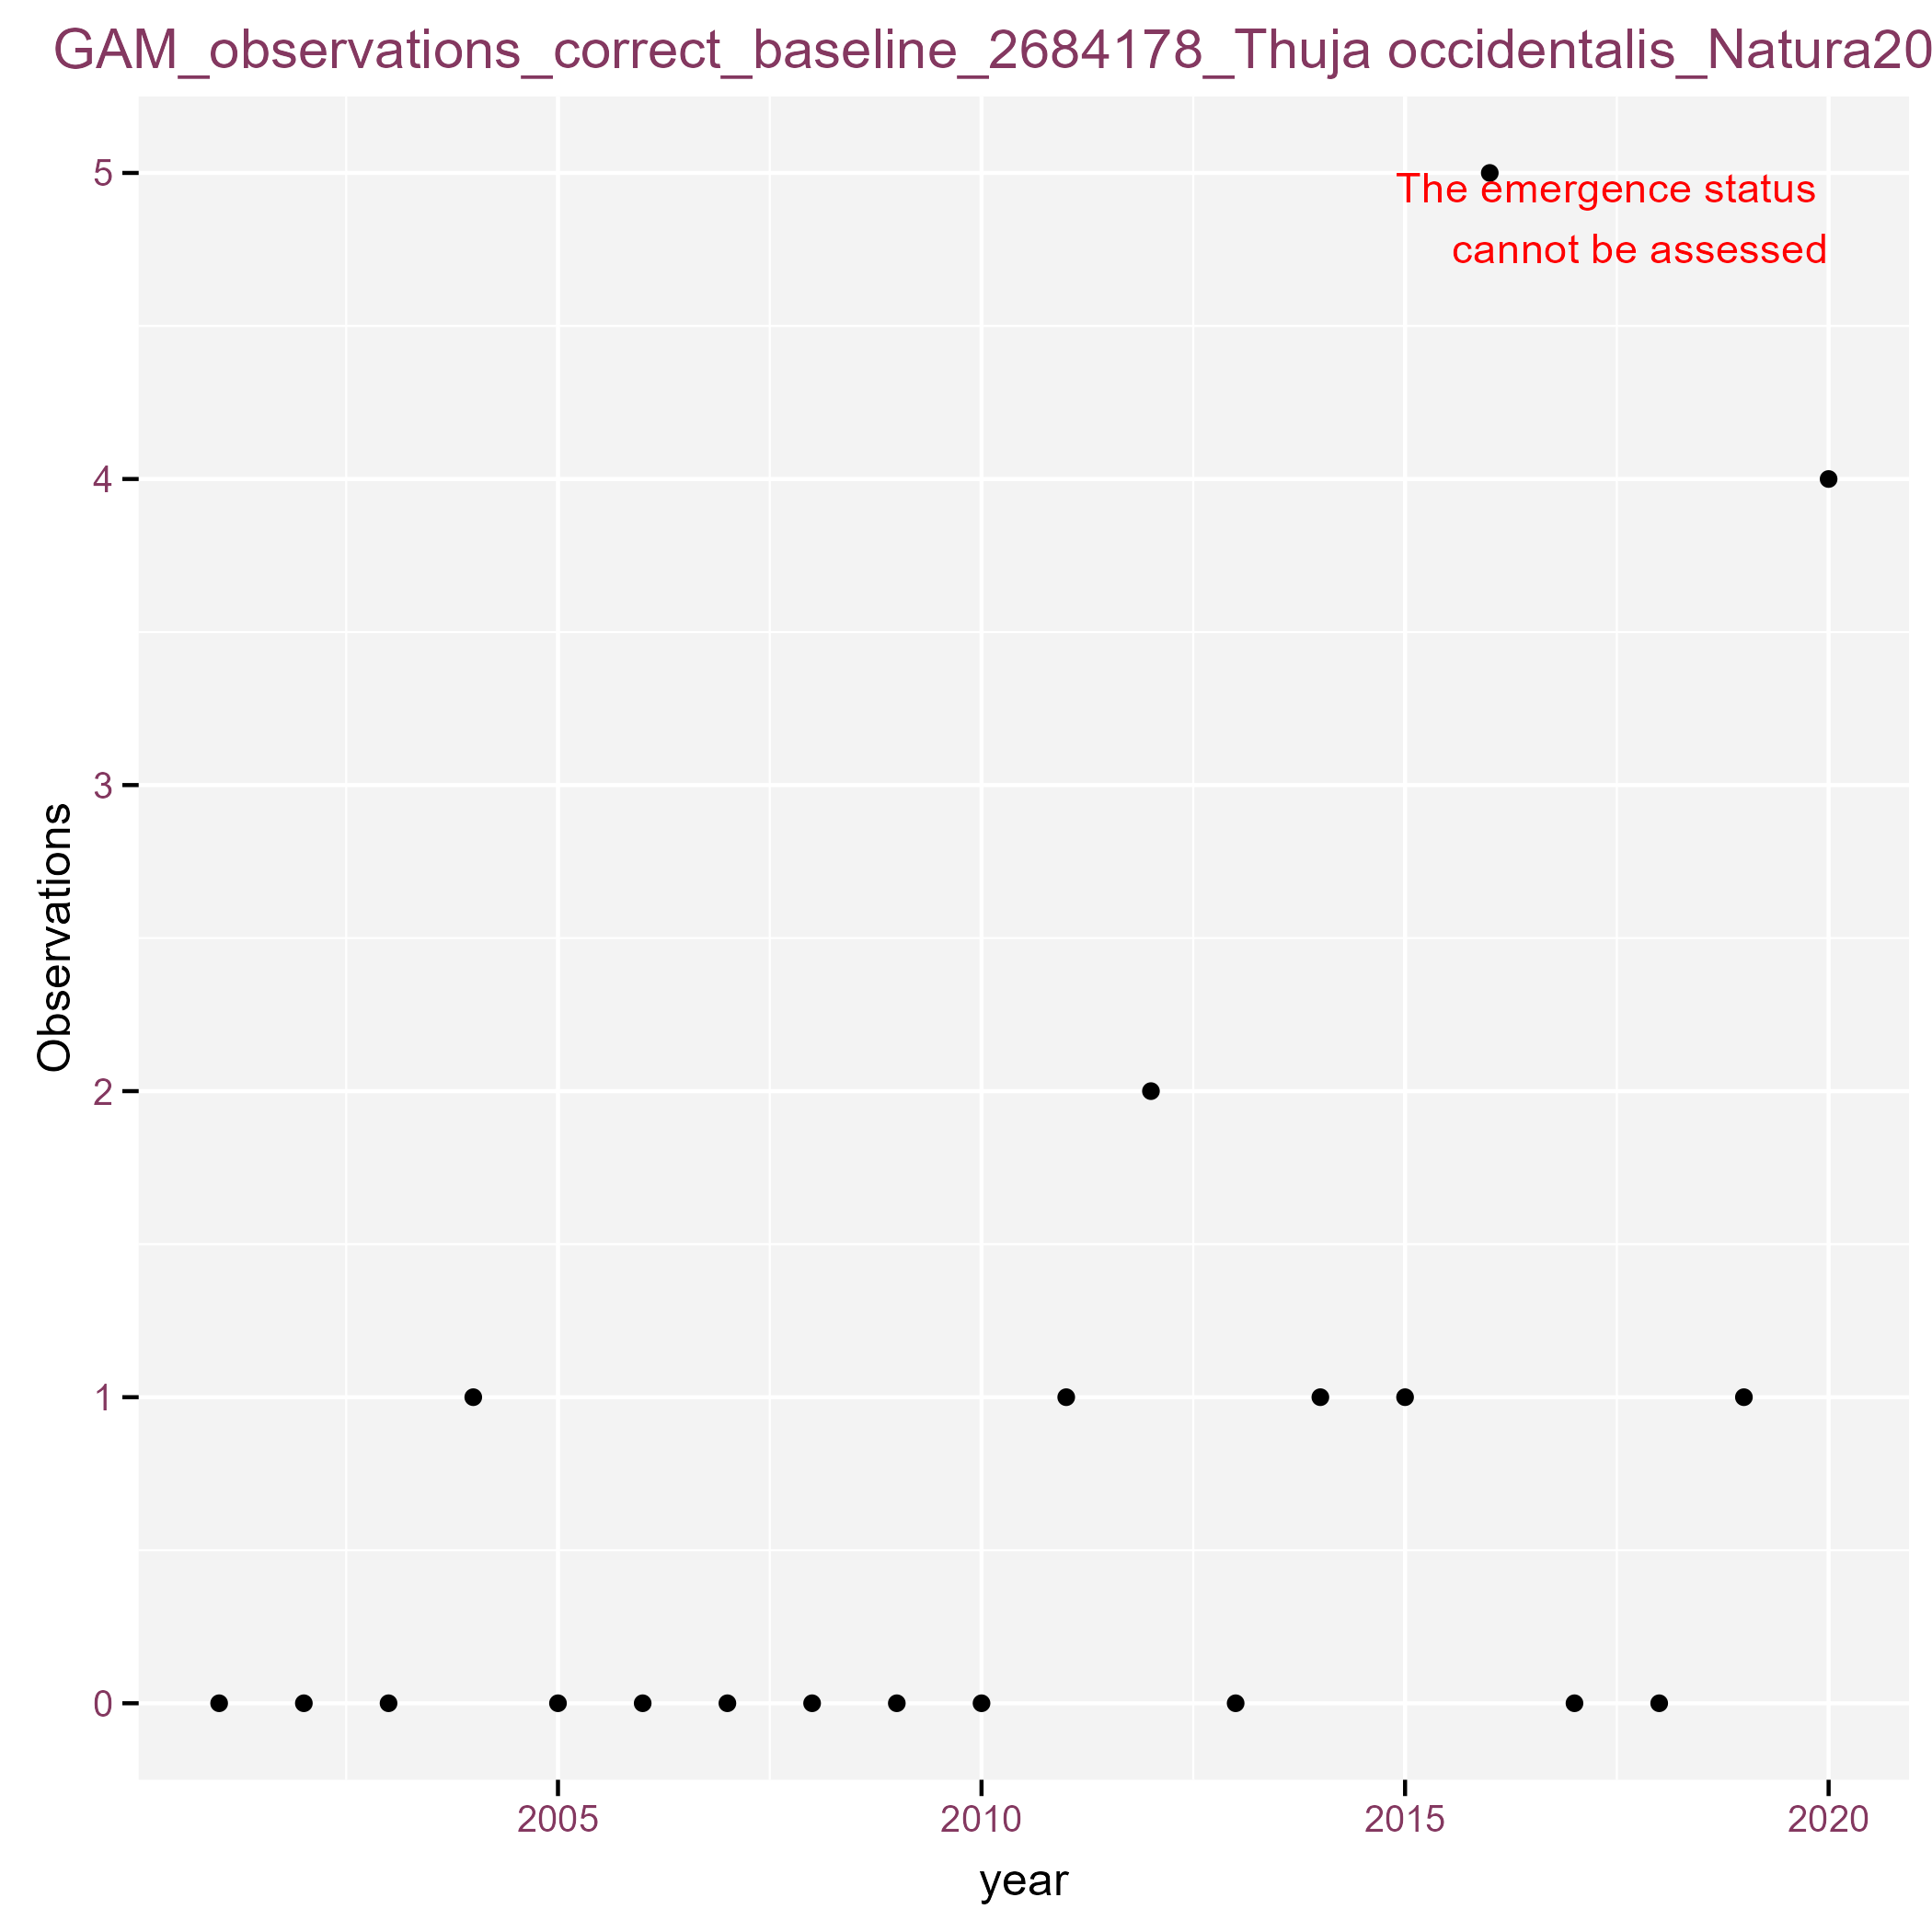 GAM_observations_correct_baseline_2684178_Thuja occidentalis_Natura20
5
The emergence status
cannot be assessed
4
3
Observations
2
1
0
2005 2010 2015 2020
year